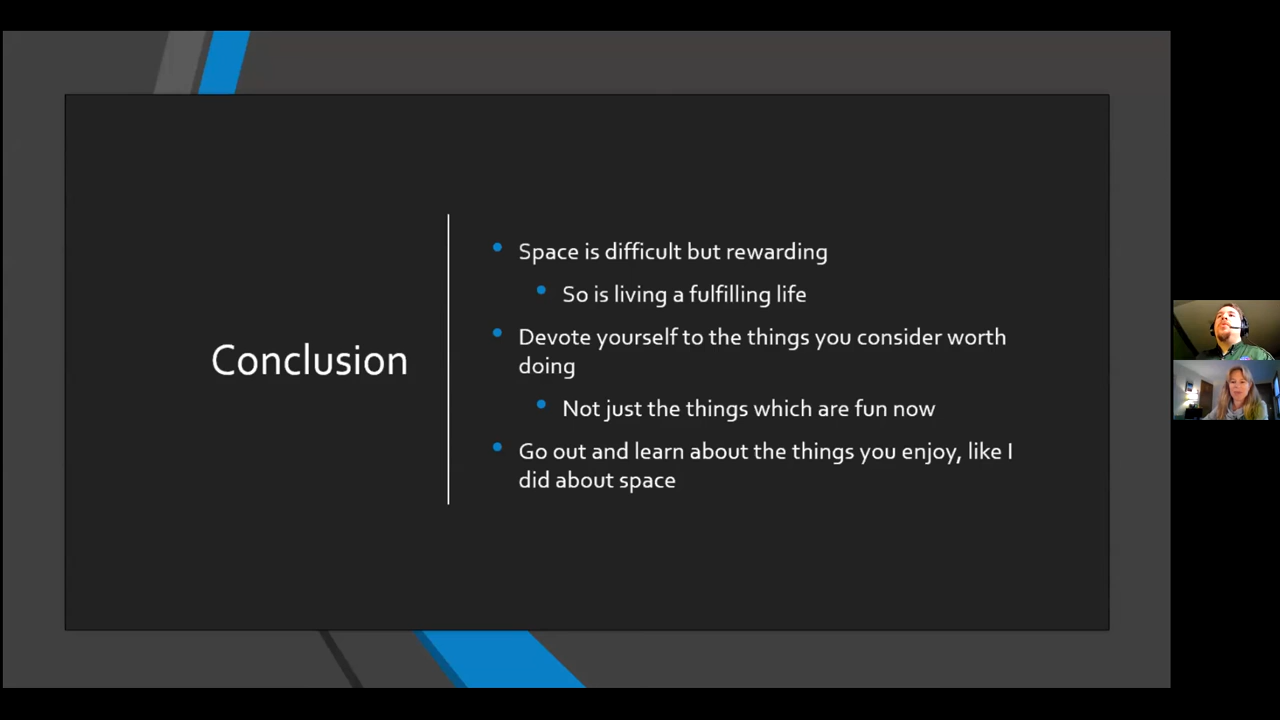 Conclusion
Space is difficult but rewarding
So is living a fulfilling life
Devote yourself to the things you consider worth
doing
Not just the things which are fun now
Go out and learn about the things you enjoy, like I
did about space